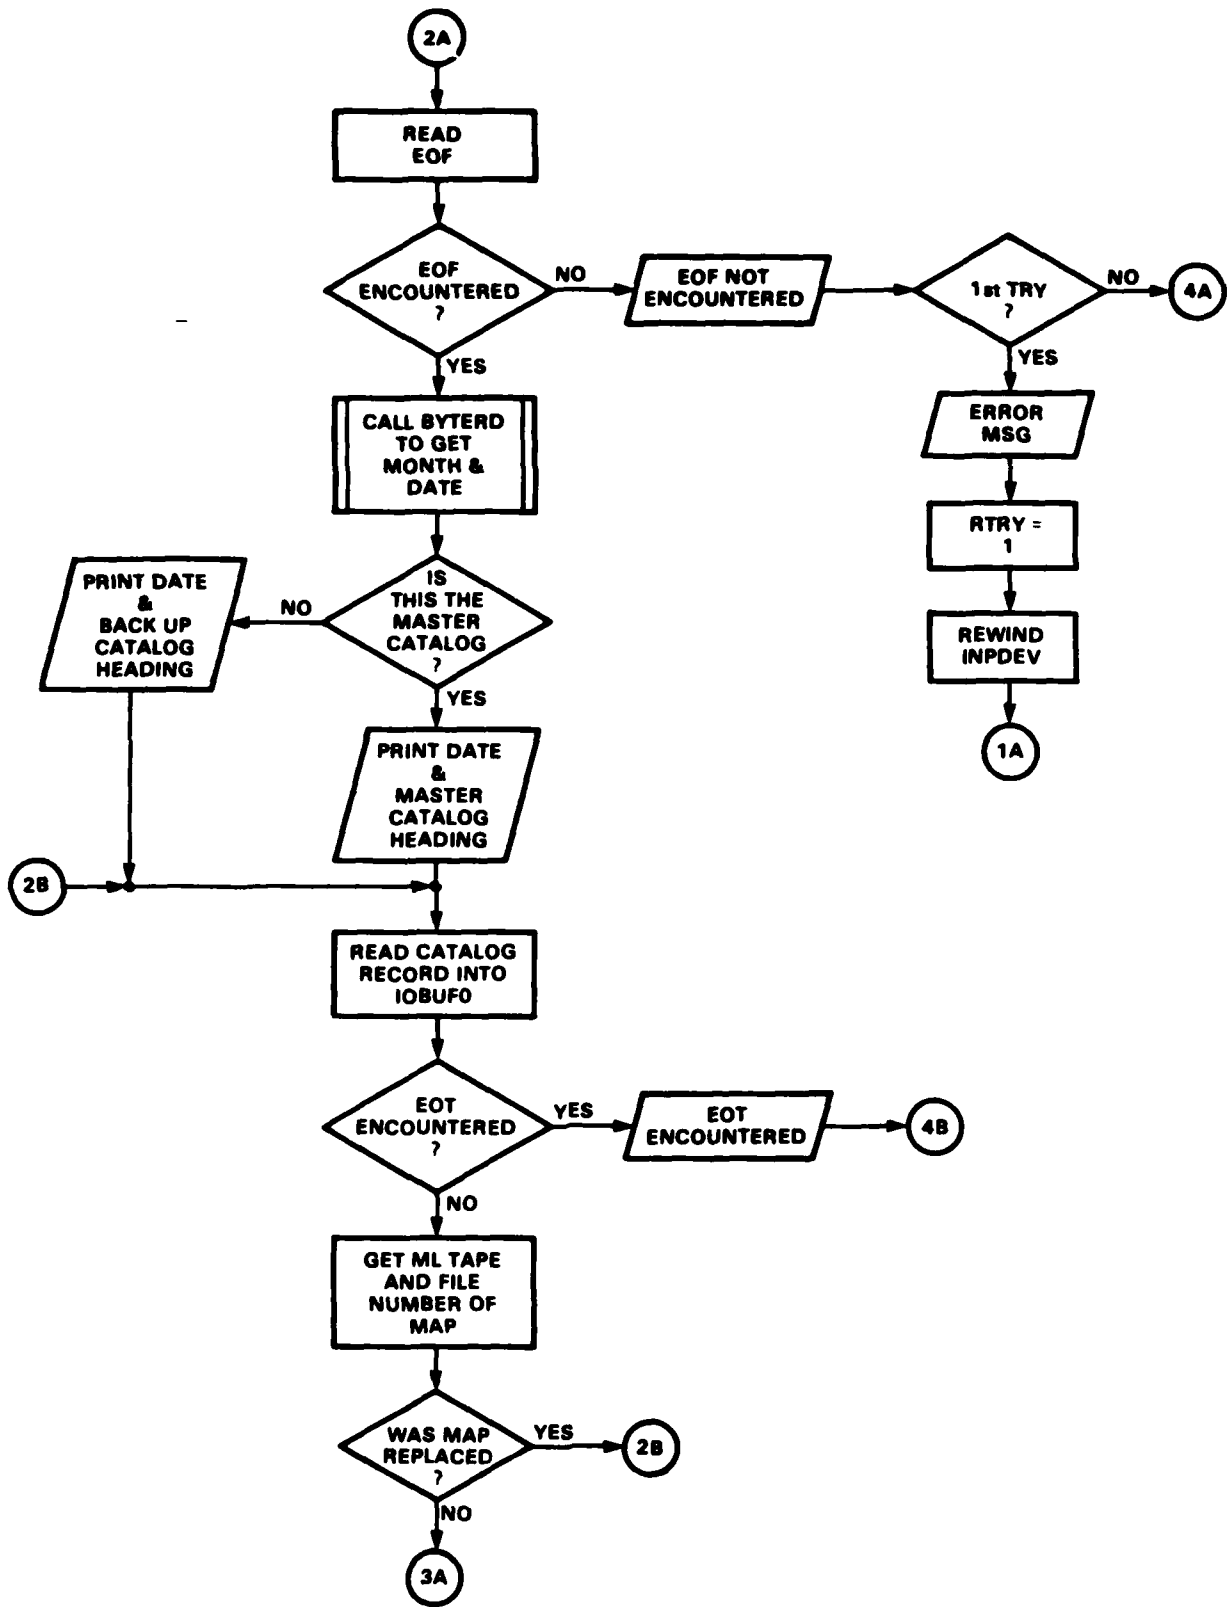 2A
READ
EOF
EOF
ENCOUNTERED
?
NO
EOF NOT
ENCOUNTERED
1st TRY
?
NO
4A
YES
ERROR
MSG
RTRY =
1
REWIND
INPDEV
1A
YES
CALL BYTERD
TO GET
MONTH &
DATE
IS
THIS THE
MASTER
CATALOG
?
NO
PRINT DATE
&
BACK UP
CATALOG
HEADING
YES
PRINT DATE
&
MASTER
CATALOG
HEADING
2B
READ CATALOG
RECORD INTO
IOBUF0
EOT
ENCOUNTERED
?
YES
EOT
ENCOUNTERED
4B
NO
GET ML TAPE
AND FILE
NUMBER OF
MAP
WAS MAP
REPLACED
?
YES
2B
NO
3A